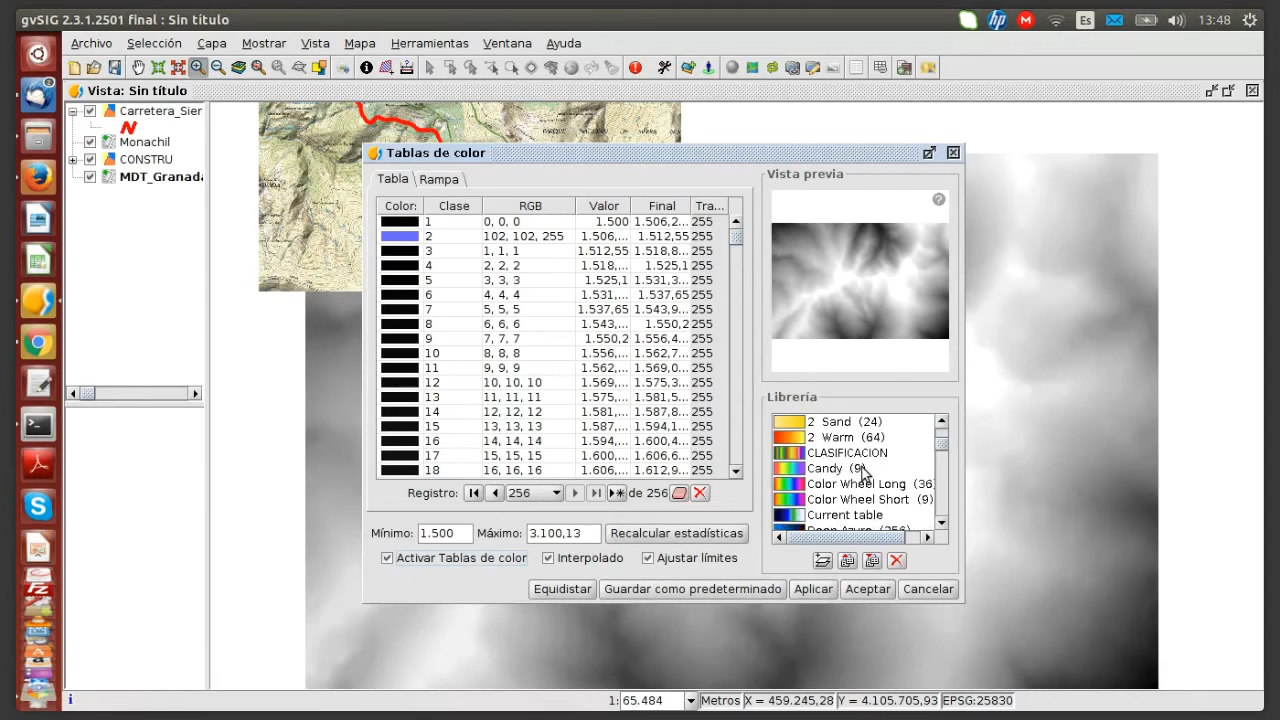 gvSIG 2.3.1.2501 final : Sin título
Es
13:48
Archivo Selección Capa Mostrar Vista Mapa Herramientas Ventana Ayuda
Vista: Sin título
Carretera_Sier
Monachil
CONSTRU
MDT_Granada
Tablas de color
Tabla Rampa
Color: Clase RGB Valor Final Tra...
1 0, 0, 0 1.500 1.506,2... 255
2 102, 102, 255 1.506,... 1.512,55 255
3 1, 1, 1 1.512,55 1.518,8... 255
4 2, 2, 2 1.518,... 1.525,1 255
5 3, 3, 3 1.525,1 1.531,3... 255
6 4, 4, 4 1.531,... 1.537,65 255
7 5, 5, 5 1.537,65 1.543,9... 255
8 6, 6, 6 1.543,... 1.550,2 255
9 7, 7, 7 1.550,2 1.556,4... 255
10 8, 8, 8 1.556,... 1.562,7... 255
11 9, 9, 9 1.562,... 1.569,0... 255
12 10, 10, 10 1.569,... 1.575,3... 255
13 11, 11, 11 1.575,... 1.581,5... 255
14 12, 12, 12 1.581,... 1.587,8... 255
15 13, 13, 13 1.587,... 1.594,1... 255
16 14, 14, 14 1.594,... 1.600,4... 255
17 15, 15, 15 1.600,... 1.606,7... 255
18 16, 16, 16 1.606,... 1.612,9... 255
Registro: 256 de 256
Mínimo: 1.500 Máximo: 3.100,13 Recalcular estadísticas
Activar Tablas de color Interpolado Ajustar límites
Vista previa
Librería
2 Sand (24)
2 Warm (64)
CLASIFICACION
Candy (9)
Color Wheel Long (36)
Color Wheel Short (9)
Current table
Deep Azure (256)
Equidistar Guardar como predeterminado Aplicar Aceptar Cancelar
1: 65.484 Metros X = 459.245,28 Y = 4.105.705,93 EPSG:25830